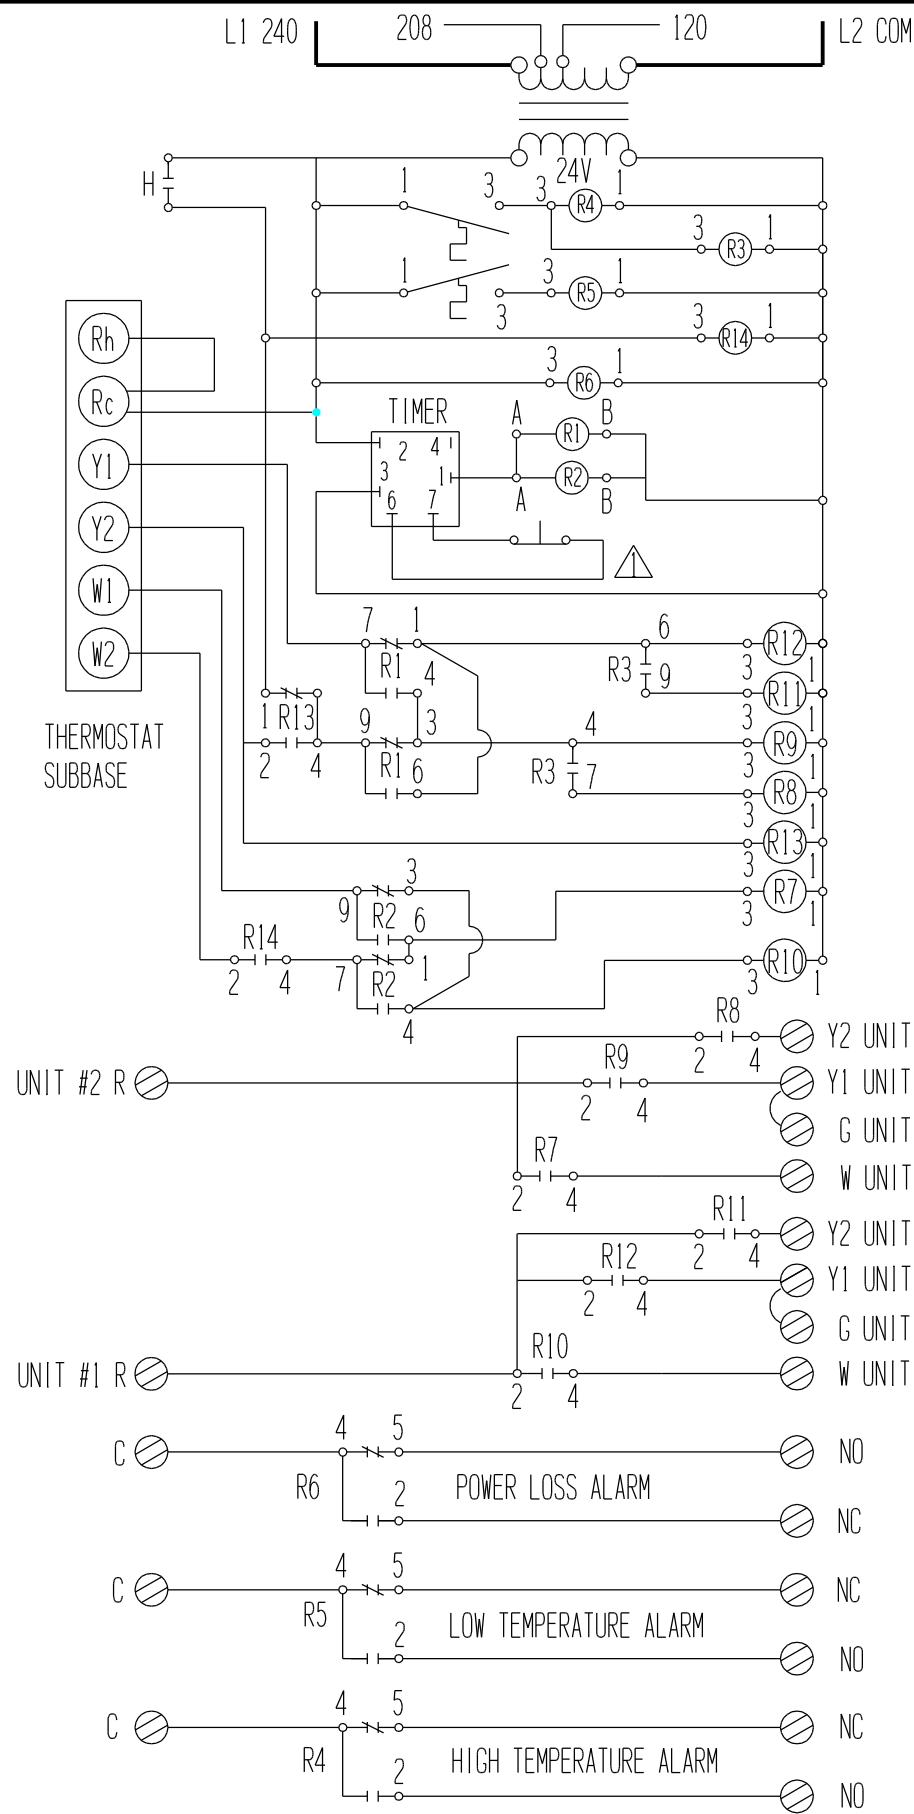 L1 240 208 120 L2 COM
24V
H
1 3 3 R4 1
3 R3 1
1 3 R5 1
3
3 R14 1
Rh
3 R6 1
Rc
TIMER
A R1 B
2 4
Y1
3 1
A R2 B
6 7
Y2
1
W1
7 1 6
R12
W2
R1 4 R3 9 3 1
R11
1 R13 9 3 4 3 1
THERMOSTAT
R9
SUBBASE
2 4 R1 6 R3 7 3 1
R8
3 1
R13
3 3 1
R7
9 R2 6 3 1
R14
R10
2 4 7 R2 1 3 1
4
R8
Y2 UNIT
R9 2 4
UNIT #2 R Y1 UNIT
2 4
G UNIT
R7
W UNIT
2 4
R11
Y2 UNIT
R12 2 4
Y1 UNIT
2 4
G UNIT
R10
UNIT #1 R W UNIT
2 4
4 5
C NO
R6 2 POWER LOSS ALARM
NC
4 5
C NC
R5 2 LOW TEMPERATURE ALARM
NO
4 5
C NC
R4 2 HIGH TEMPERATURE ALARM
NO